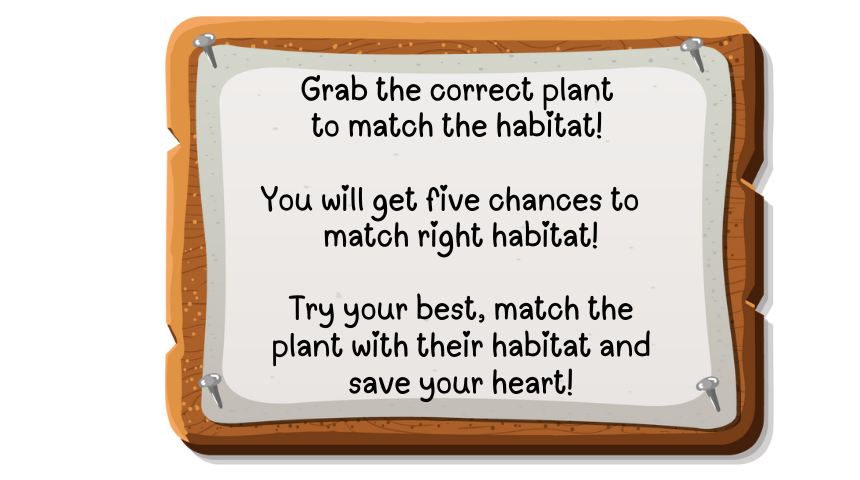 Grab the correct plant
to match the habitat!
You will get five chances to
match right habitat!
Try your best, match the
plant with their habitat and
save your heart!